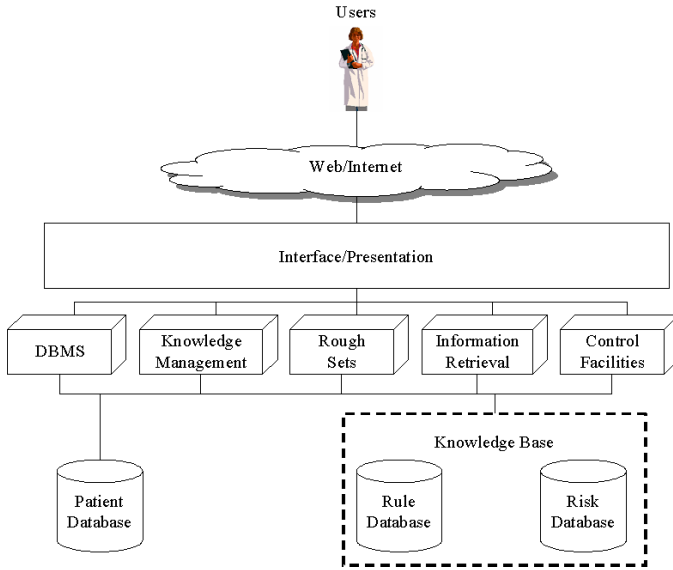 Users
Web/Internet
Interface/Presentation
DBMS
Knowledge
Management
Rough
Sets
Information
Retrieval
Control
Facilities
Knowledge Base
Patient
Database
Rule
Database
Risk
Database